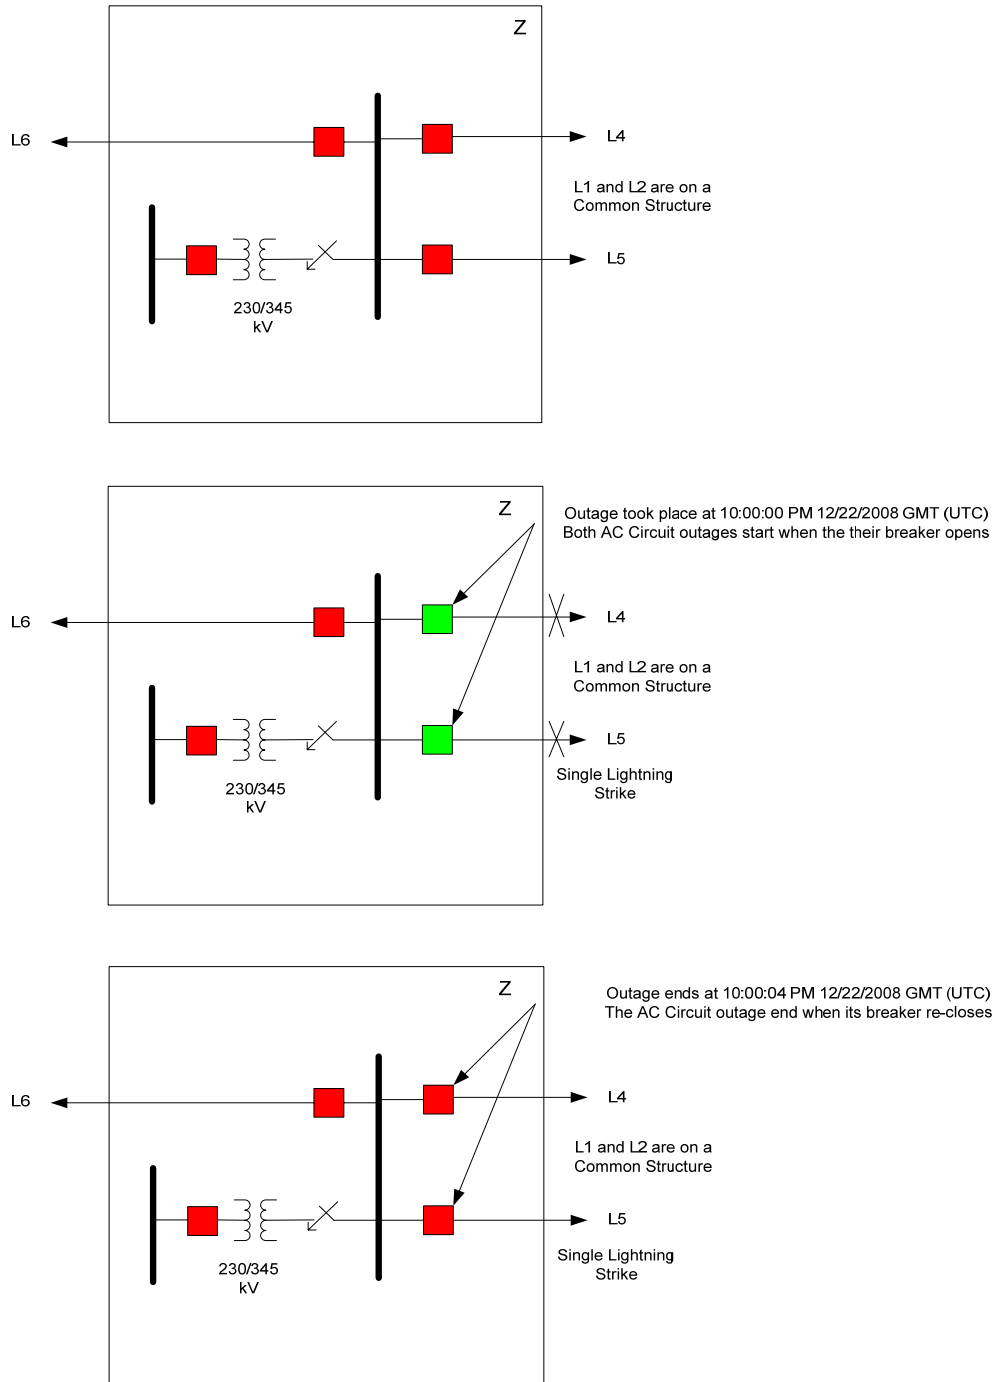 Z
L6
L4
L1 and L2 are on a
Common Structure
L5
230/345
kV
Z
Outage took place at 10:00:00 PM 12/22/2008 GMT (UTC)
Both AC Circuit outages start when the their breaker opens
L6
L4
L1 and L2 are on a
Common Structure
L5
Single Lightning
Strike
230/345
kV
Z
Outage ends at 10:00:04 PM 12/22/2008 GMT (UTC)
The AC Circuit outage end when its breaker re-closes
L6
L4
L1 and L2 are on a
Common Structure
L5
Single Lightning
Strike
230/345
kV